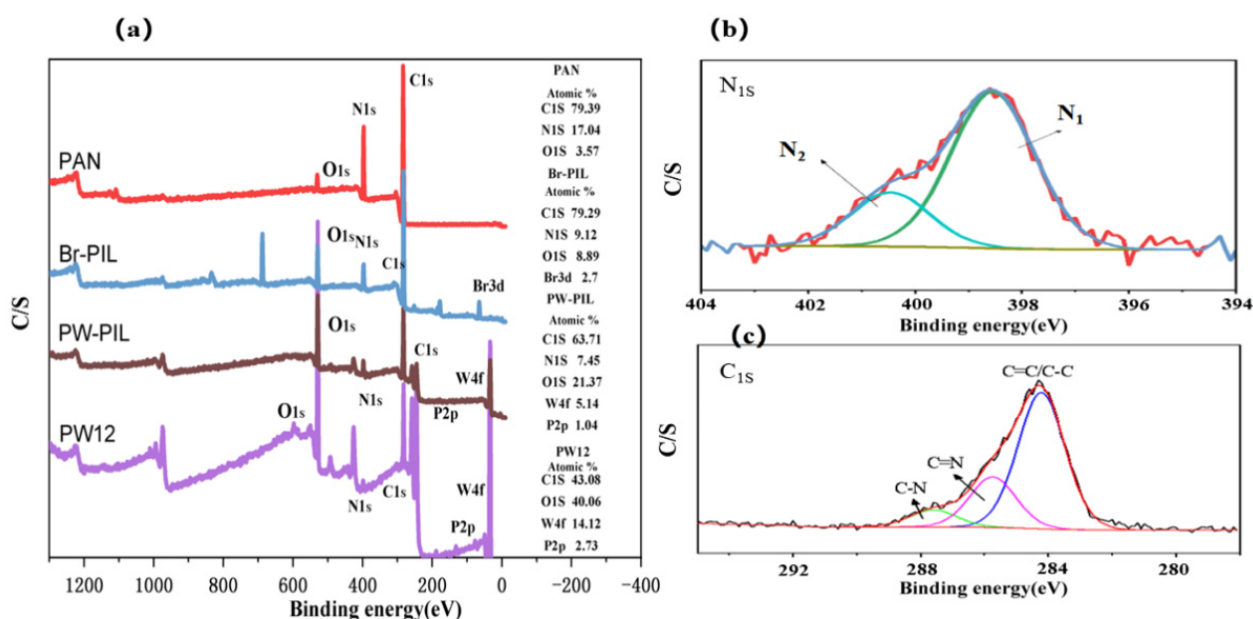 (a)
C1s
N1s
O1s
PAN
O1s N1s
C1s
Br3d
Br-PIL
O1s
C1s
W4f
N1s
P2p
PW-PIL
O1s
N1s
C1s
W4f
P2p
PW12
PAN
Atomic %
C1S 79.39
N1S 17.04
O1S 3.57
Br-PIL
Atomic %
C1S 79.29
N1S 9.12
O1S 8.89
Br3d 2.7
PW-PIL
Atomic %
C1S 63.71
N1S 7.45
O1S 21.37
W4f 5.14
P2p 1.04
PW12
Atomic %
C1S 43.08
O1S 40.06
W4f 14.12
P2p 2.73
C/S
1200 1000 800 600 400 200 0 −200 −400
Binding energy(eV)
(b)
N1S
N1
N2
C/S
404 402 400 398 396 394
Binding energy(eV)
(c)
C1S
C=C/C-C
C=N
C-N
C/S
292 288 284 280
Binding energy(eV)